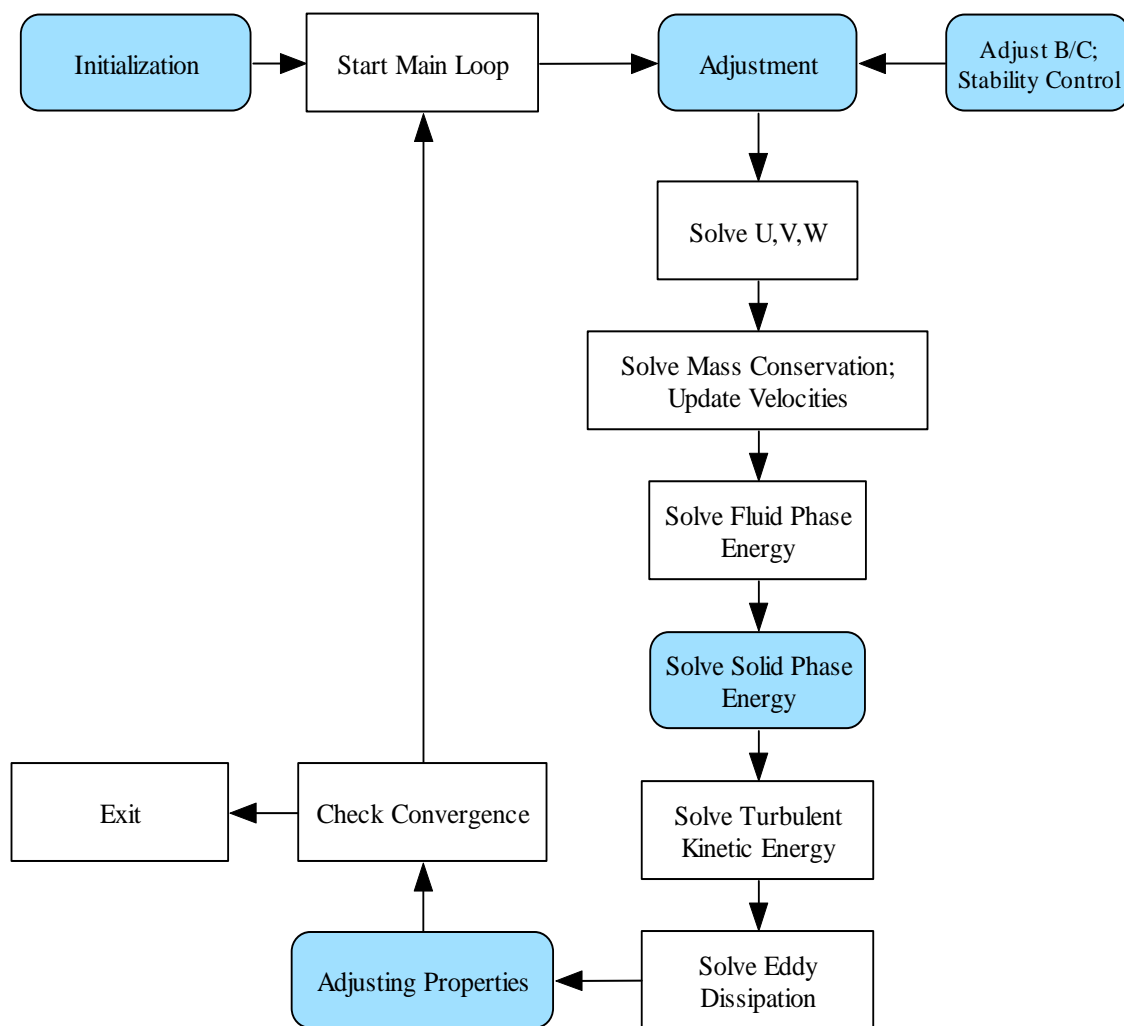 Initialization
Start Main Loop
Adjustment
Adjust B/C;
Stability Control
Solve U,V,W
Solve Mass Conservation;
Update Velocities
Solve Fluid Phase
Energy
Solve Solid Phase
Energy
Exit
Check Convergence
Solve Turbulent
Kinetic Energy
Adjusting Properties
Solve Eddy
Dissipation